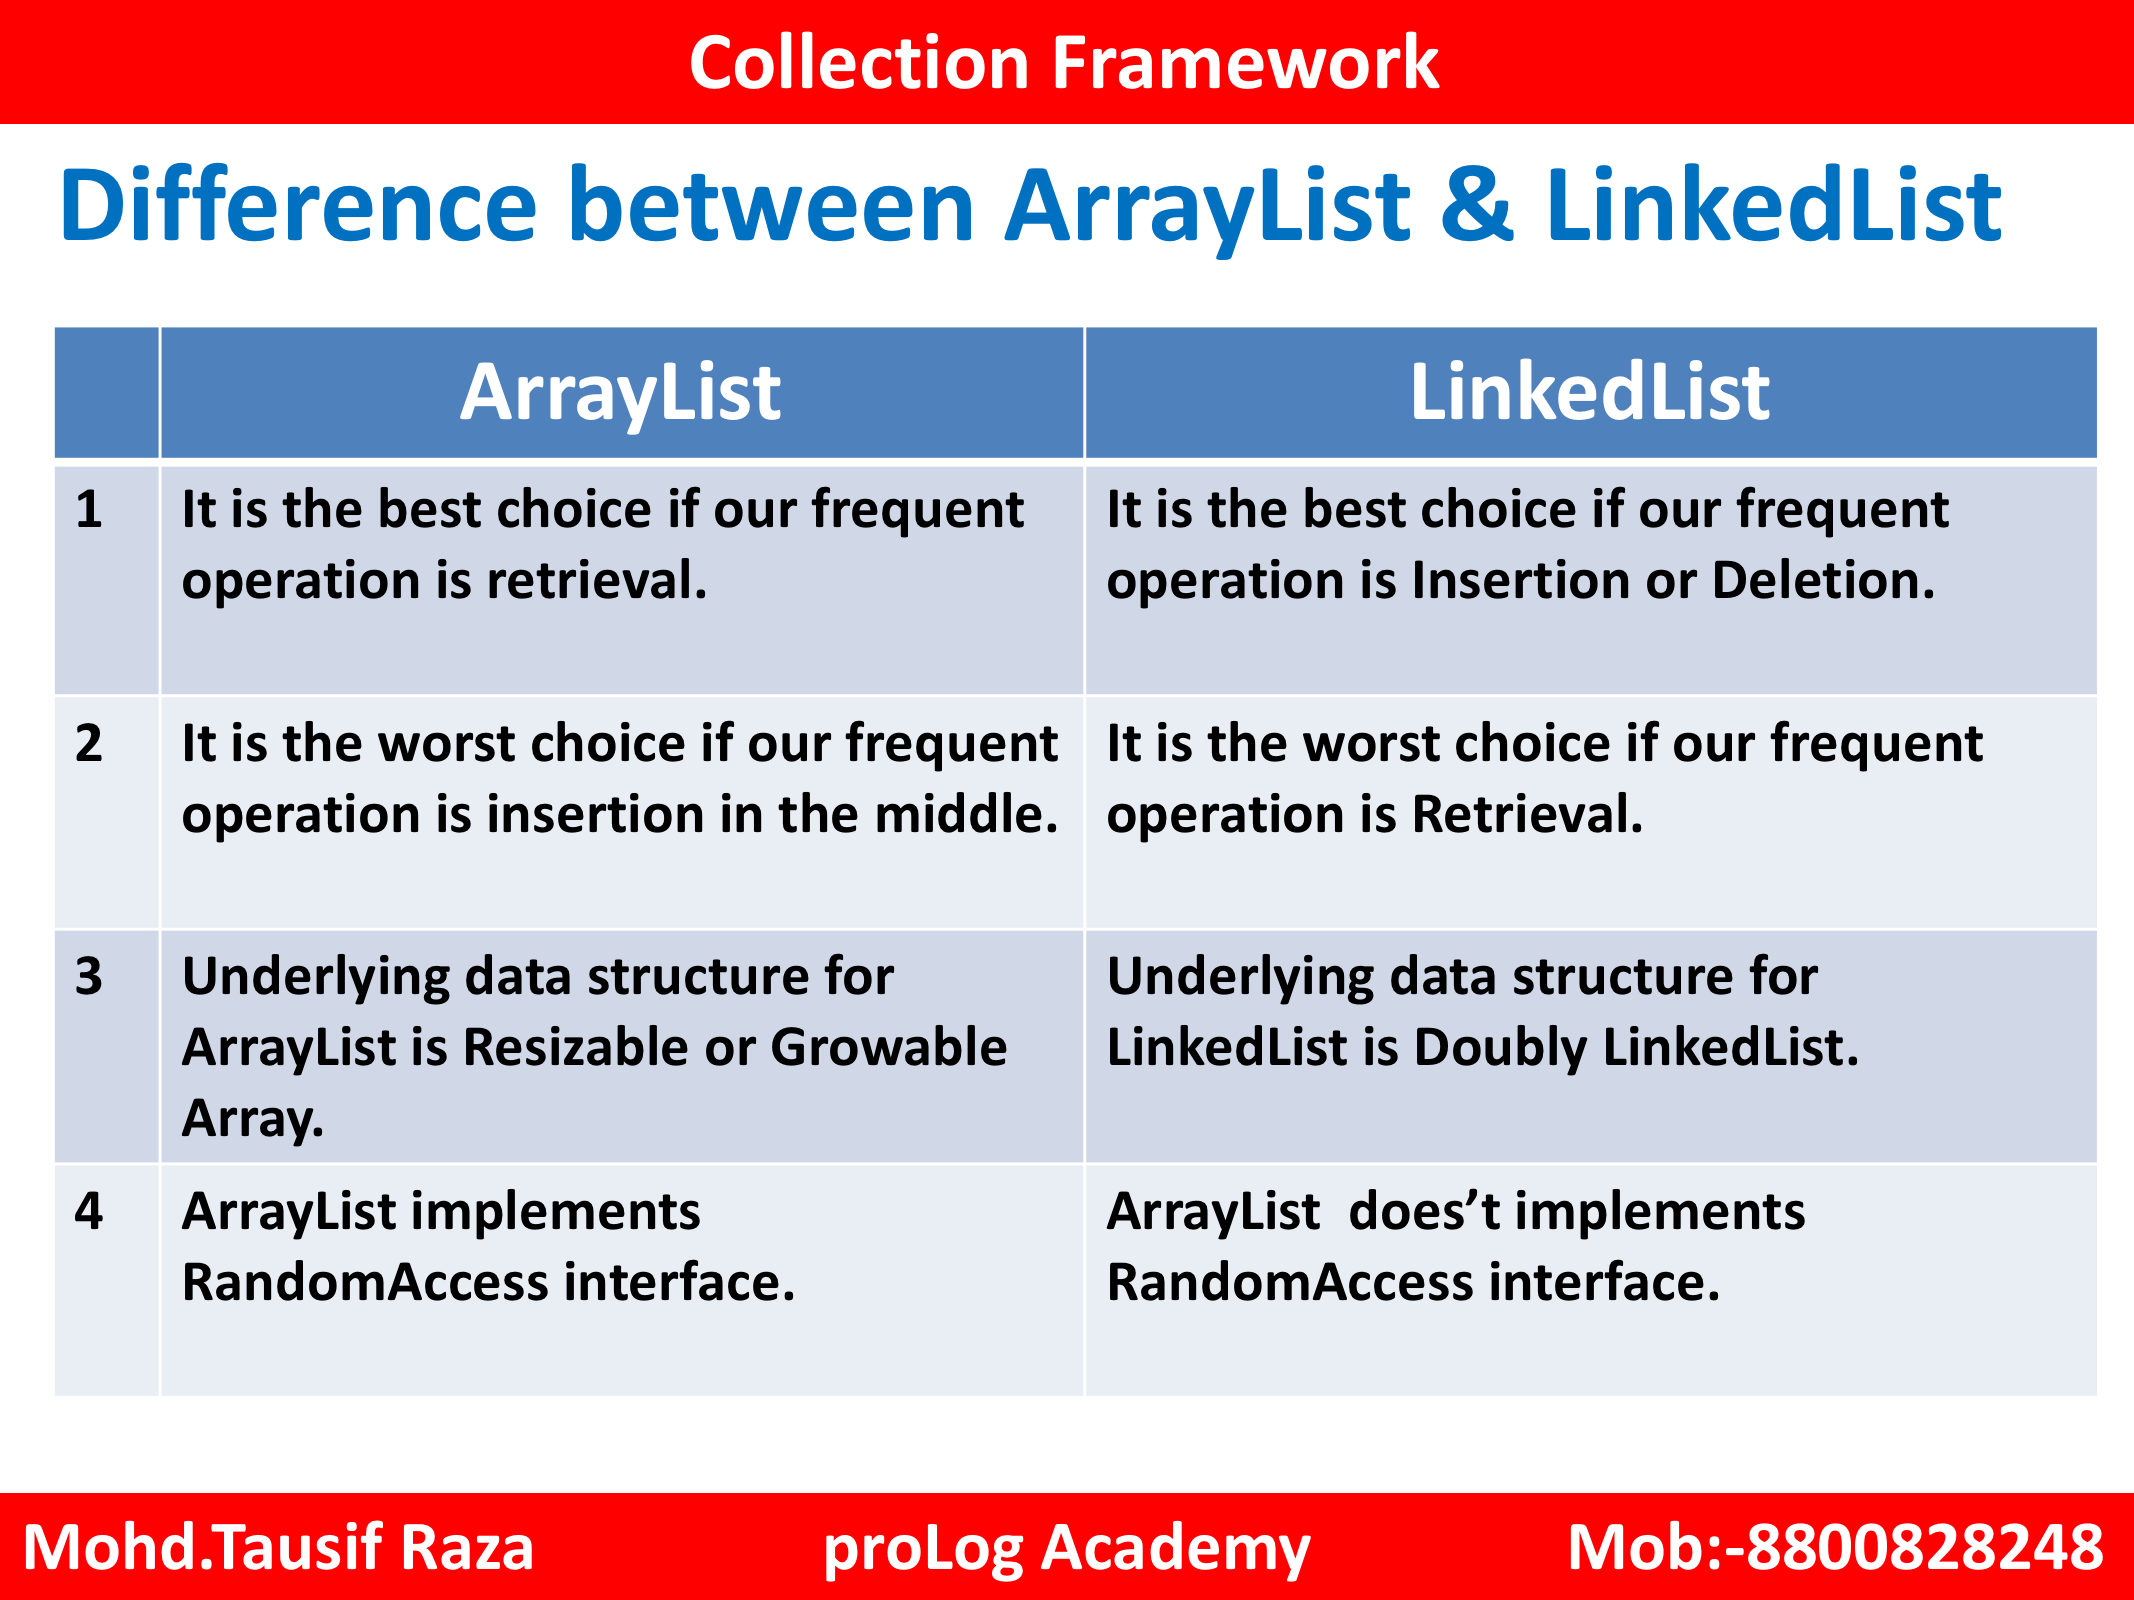 Collection Framework
Difference between ArrayList & LinkedList
ArrayList
LinkedList
1
It is the best choice if our frequent
operation is retrieval.
It is the best choice if our frequent
operation is Insertion or Deletion.
2
It is the worst choice if our frequent
operation is insertion in the middle.
It is the worst choice if our frequent
operation is Retrieval.
3
Underlying data structure for
ArrayList is Resizable or Growable
Array.
Underlying data structure for
LinkedList is Doubly LinkedList.
4
ArrayList implements
RandomAccess interface.
ArrayList  does’t implements
RandomAccess interface.
Mohd.Tausif Raza
proLog Academy
Mob:-8800828248